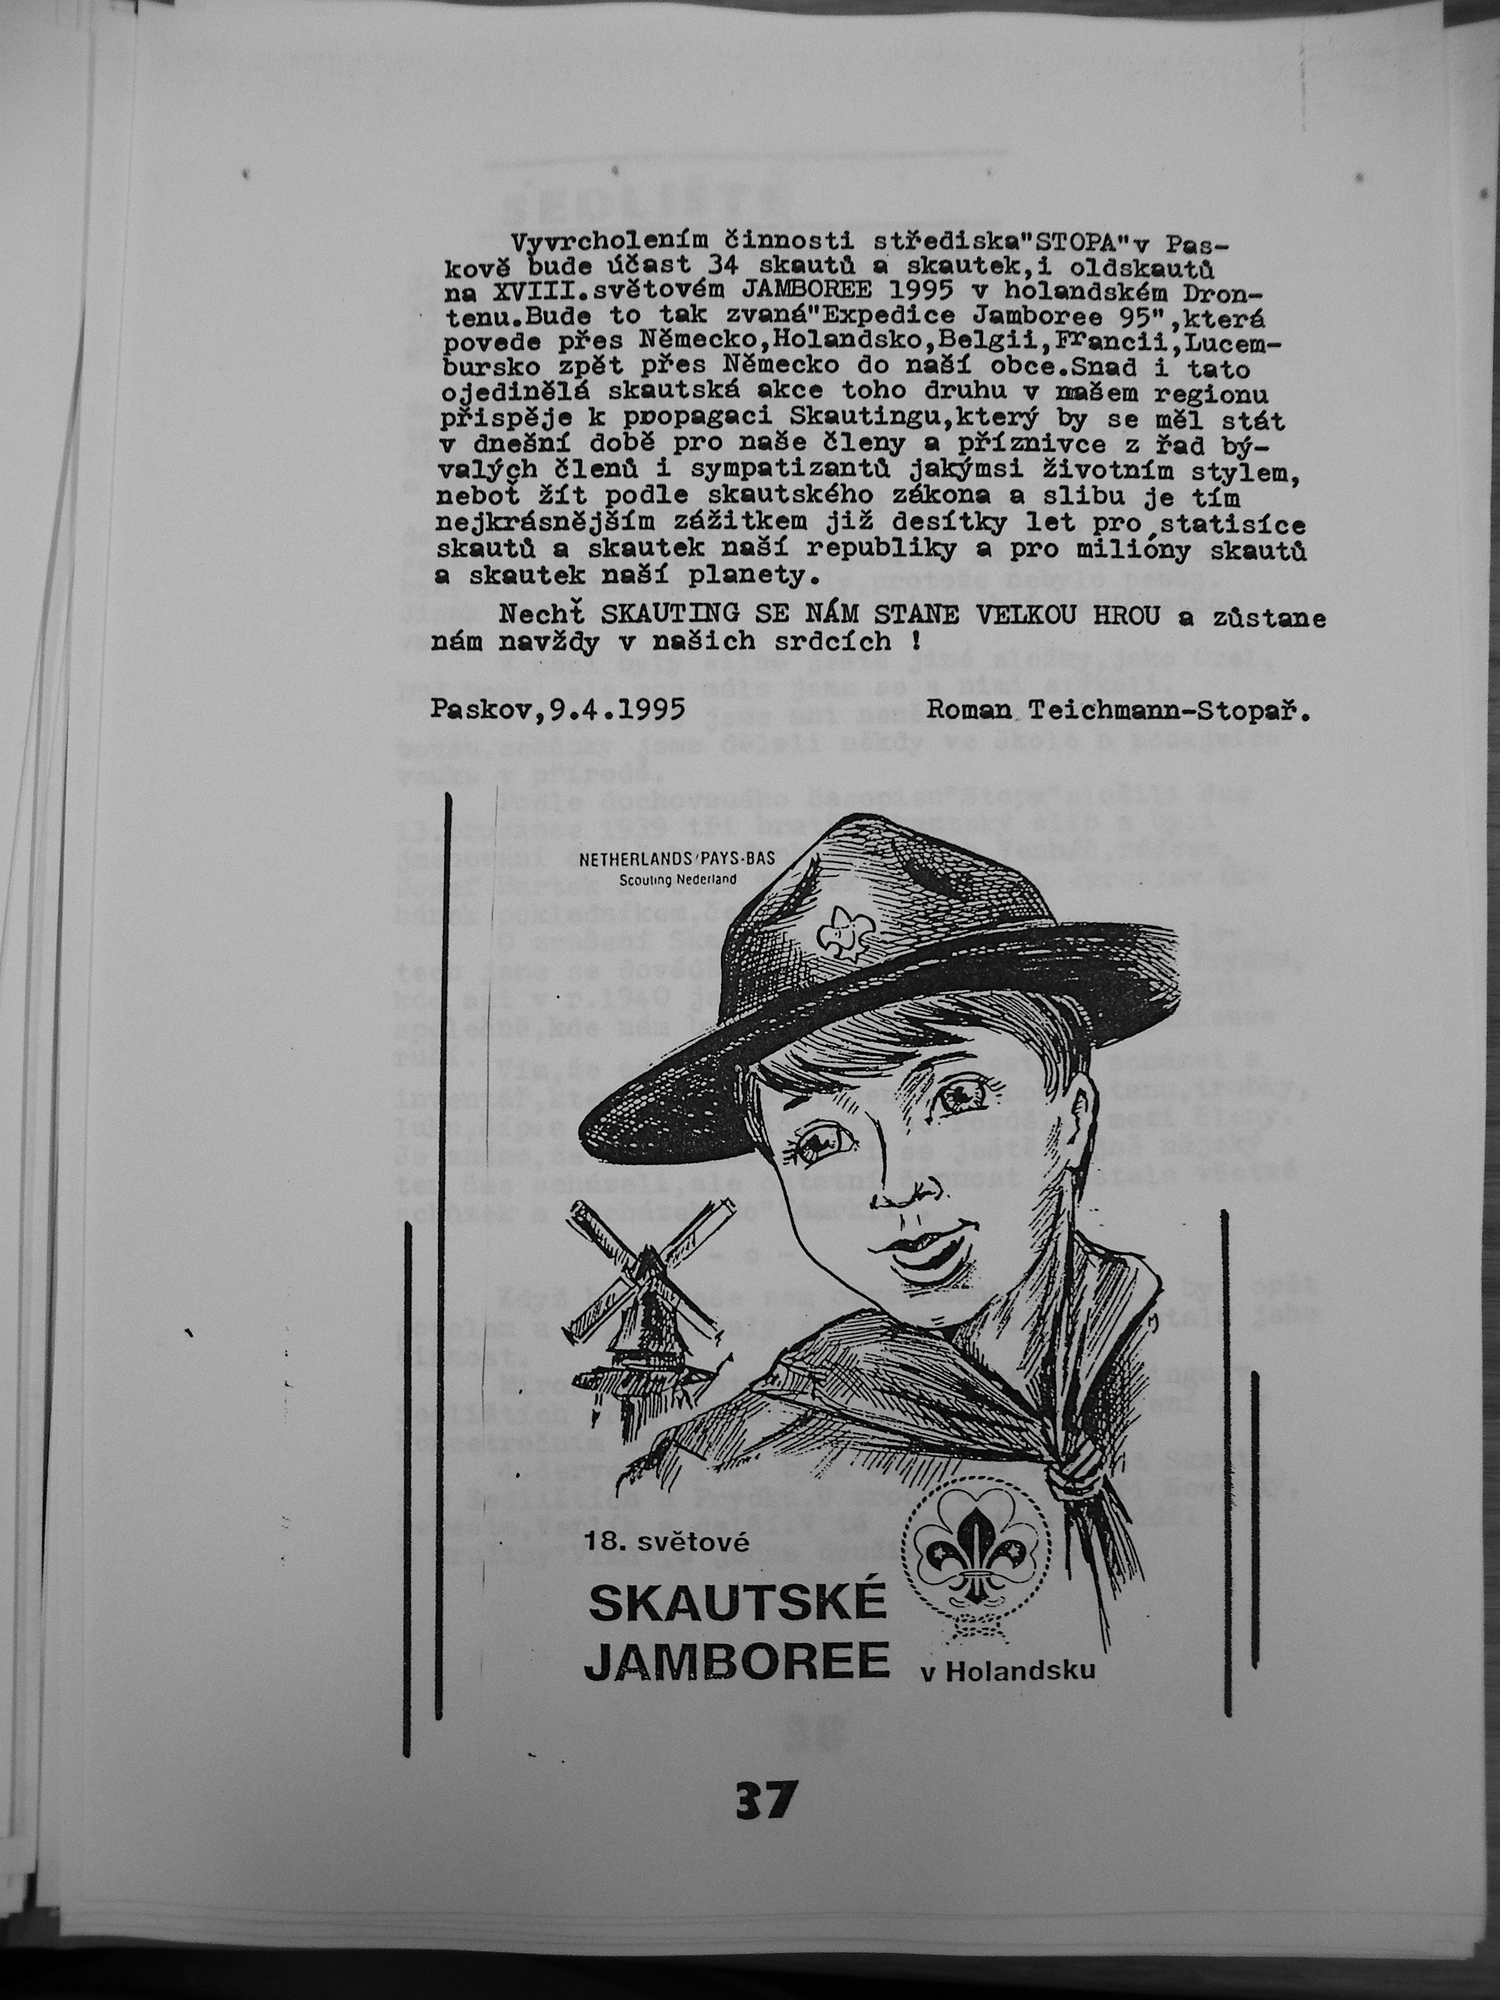 Vyvrcholením činnosti střediska"STOPA"v Pas-
kově bude účast 34 skautů a skautek,i oldskautů
na XVIII.světovém JAMBOREE 1995 v holandském Dron-
tenu.Bude to tak zvaná"Expedice Jamboree 95",která
povede přes Německo,Holandsko,Belgii,Francii,Lucem-
bursko zpět přes Německo do naší obce.Snad i tato
ojedinělá skautská akce toho druhu v našem regionu
přispěje k propagaci Skautingu,který by se měl stát
v dnešní době pro naše členy a příznivce z řad bý-
valých členů i sympatizantů jakýmsi životním stylem,
neboť žít podle skautského zákona a slibu je tím
nejkrásnějším zážitkem již desítky let pro statisíce
skautů a skautek naší republiky a pro milióny skautů
a skautek naší planety.
Nechť SKAUTING SE NÁM STANE VELKOU HROU a zůstane
nám navždy v našich srdcích !
Paskov,9.4.1995 Roman Teichmann-Stopař.
NETHERLANDS/PAYS-BAS
Scouting Nederland
18. světové
SKAUTSKÉ
JAMBOREE v Holandsku
37